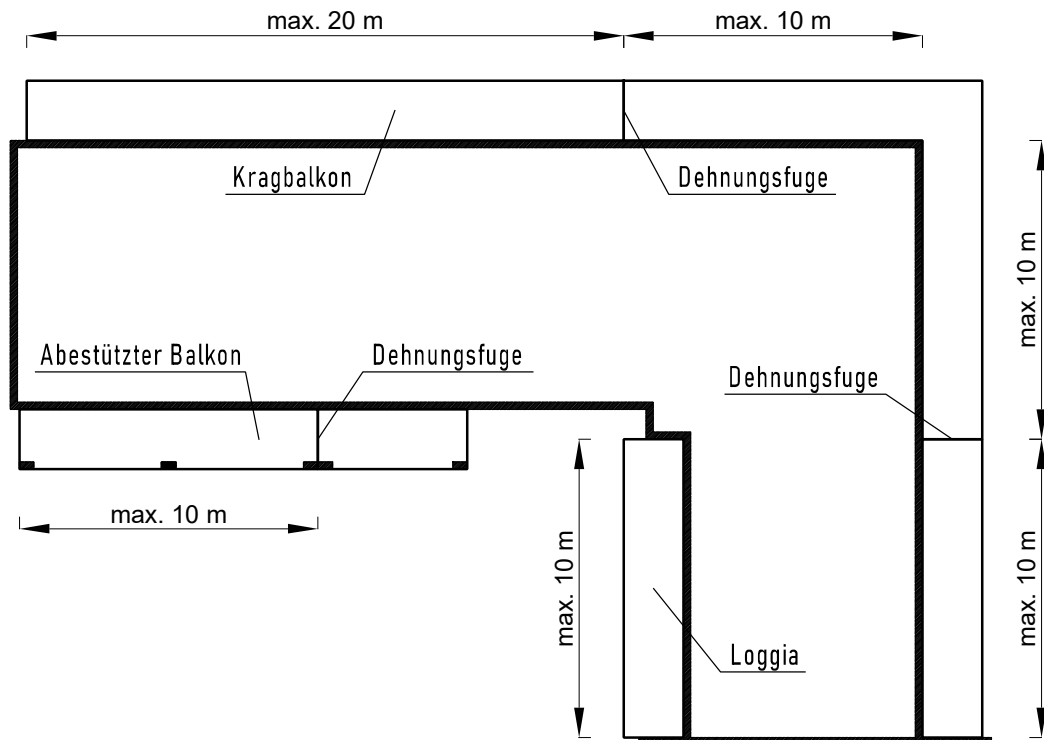 max. 20 m
max. 10 m
Kragbalkon
Dehnungsfuge
max. 10 m
Abestützter Balkon
Dehnungsfuge
Dehnungsfuge
max. 10 m
max. 10 m
max. 10 m
Loggia